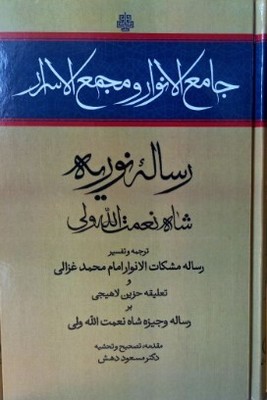 جامع الانوار و مجمع الاسرار
رسالهٔ نوریه
شاه نعمت الله ولی
ترجمه و تفسیر
رساله مشکات الانوار امام محمد غزالی
و
تعلیقه حزین لاهیجی
بر
رساله وجیزه شاه نعمت الله ولی
مقدمه، تصحیح و تحشیه
دکتر مسعود دهش